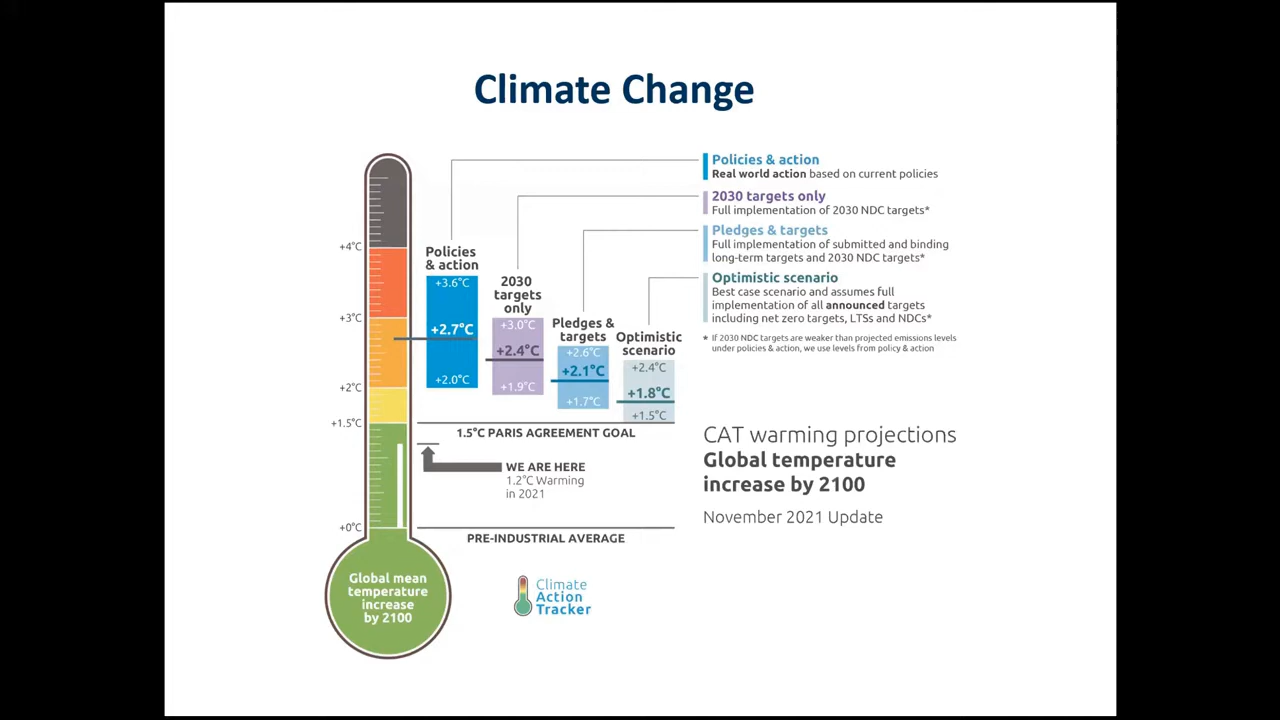 Climate Change
+4°C
+3°C
+2°C
+1.5°C
+0°C
Global mean
temperature
increase
by 2100
Policies
& action
+3.6°C
+2.7°C
+2.0°C
2030
targets
only
+3.0°C
+2.4°C
+1.9°C
Pledges &
targets
+2.6°C
+2.1°C
+1.7°C
Optimistic
scenario
+2.4°C
+1.8°C
+1.5°C
1.5°C PARIS AGREEMENT GOAL
WE ARE HERE
1.2°C Warming
in 2021
PRE-INDUSTRIAL AVERAGE
Climate
Action
Tracker
Policies & action
Real world action based on current policies
2030 targets only
Full implementation of 2030 NDC targets*
Pledges & targets
Full implementation of submitted and binding
long-term targets and 2030 NDC targets*
Optimistic scenario
Best case scenario and assumes full
implementation of all announced targets
including net zero targets, LTSs and NDCs*
* If 2030 NDC targets are weaker than projected emissions levels
under policies & action, we use levels from policy & action
CAT warming projections
Global temperature
increase by 2100
November 2021 Update